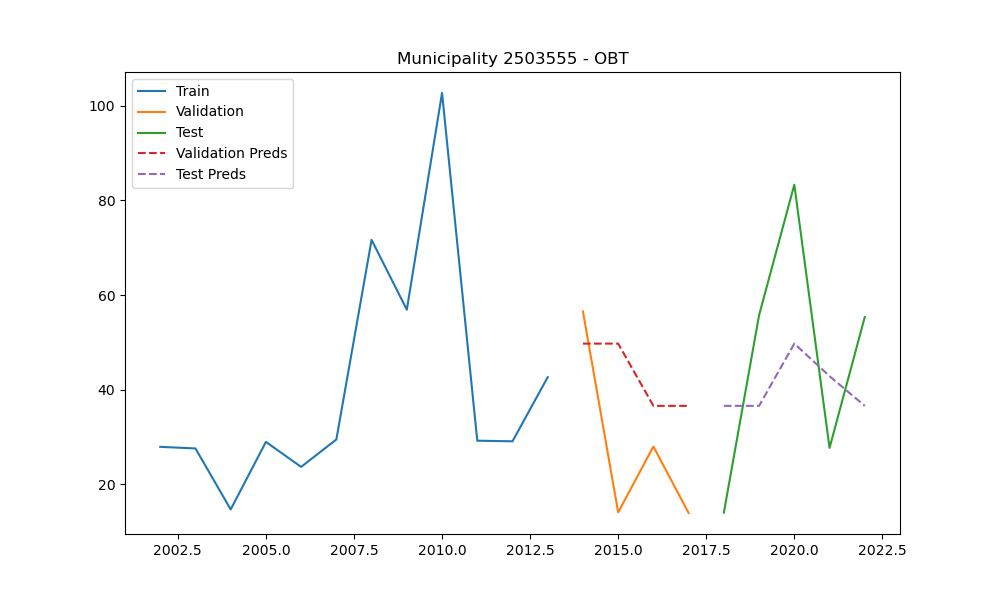 Municipality 2503555 - OBT
Train
Validation
Test
Validation Preds
Test Preds
100
80
60
40
20
2002.5 2005.0 2007.5 2010.0 2012.5 2015.0 2017.5 2020.0 2022.5